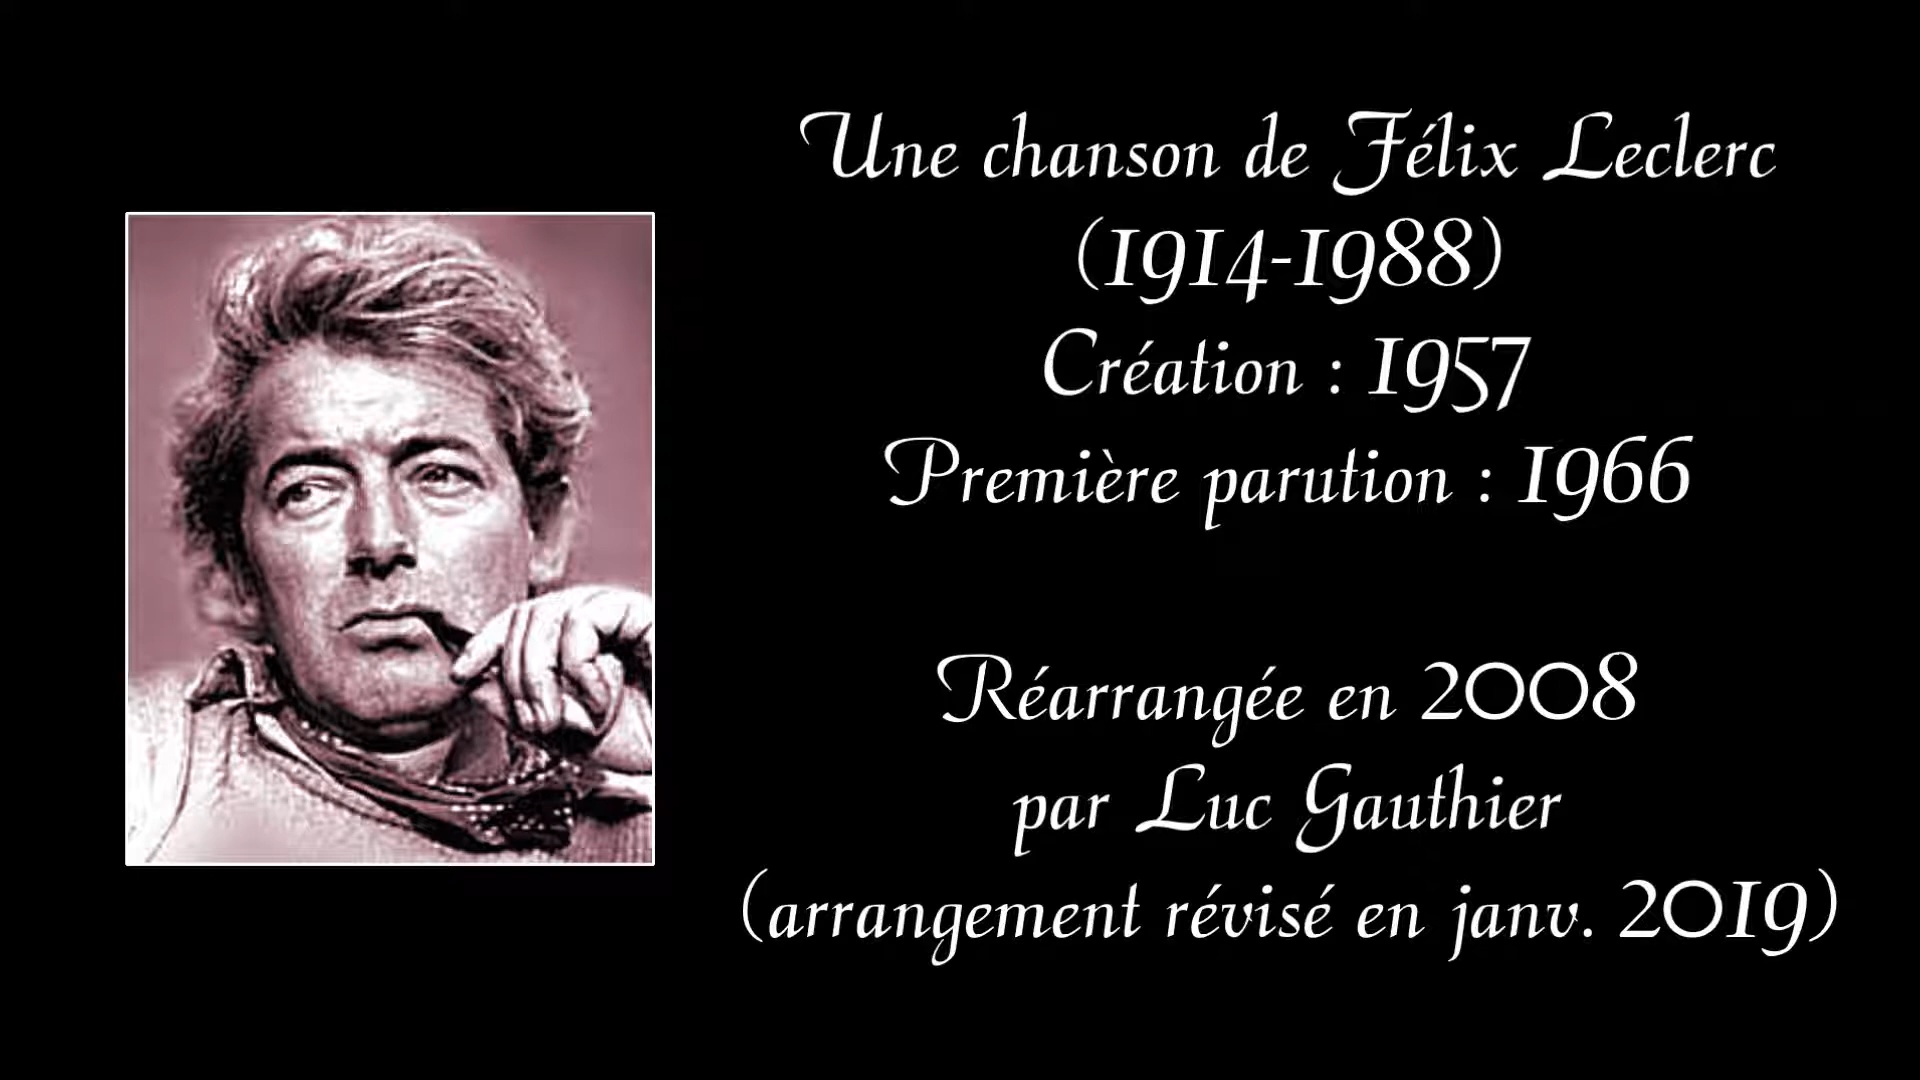 Une chanson de Félix Leclerc
(1914-1988)
Création : 1957
Première parution : 1966
Réarrangée en 2008
par Luc Gauthier
(arrangement révisé en janv. 2019)